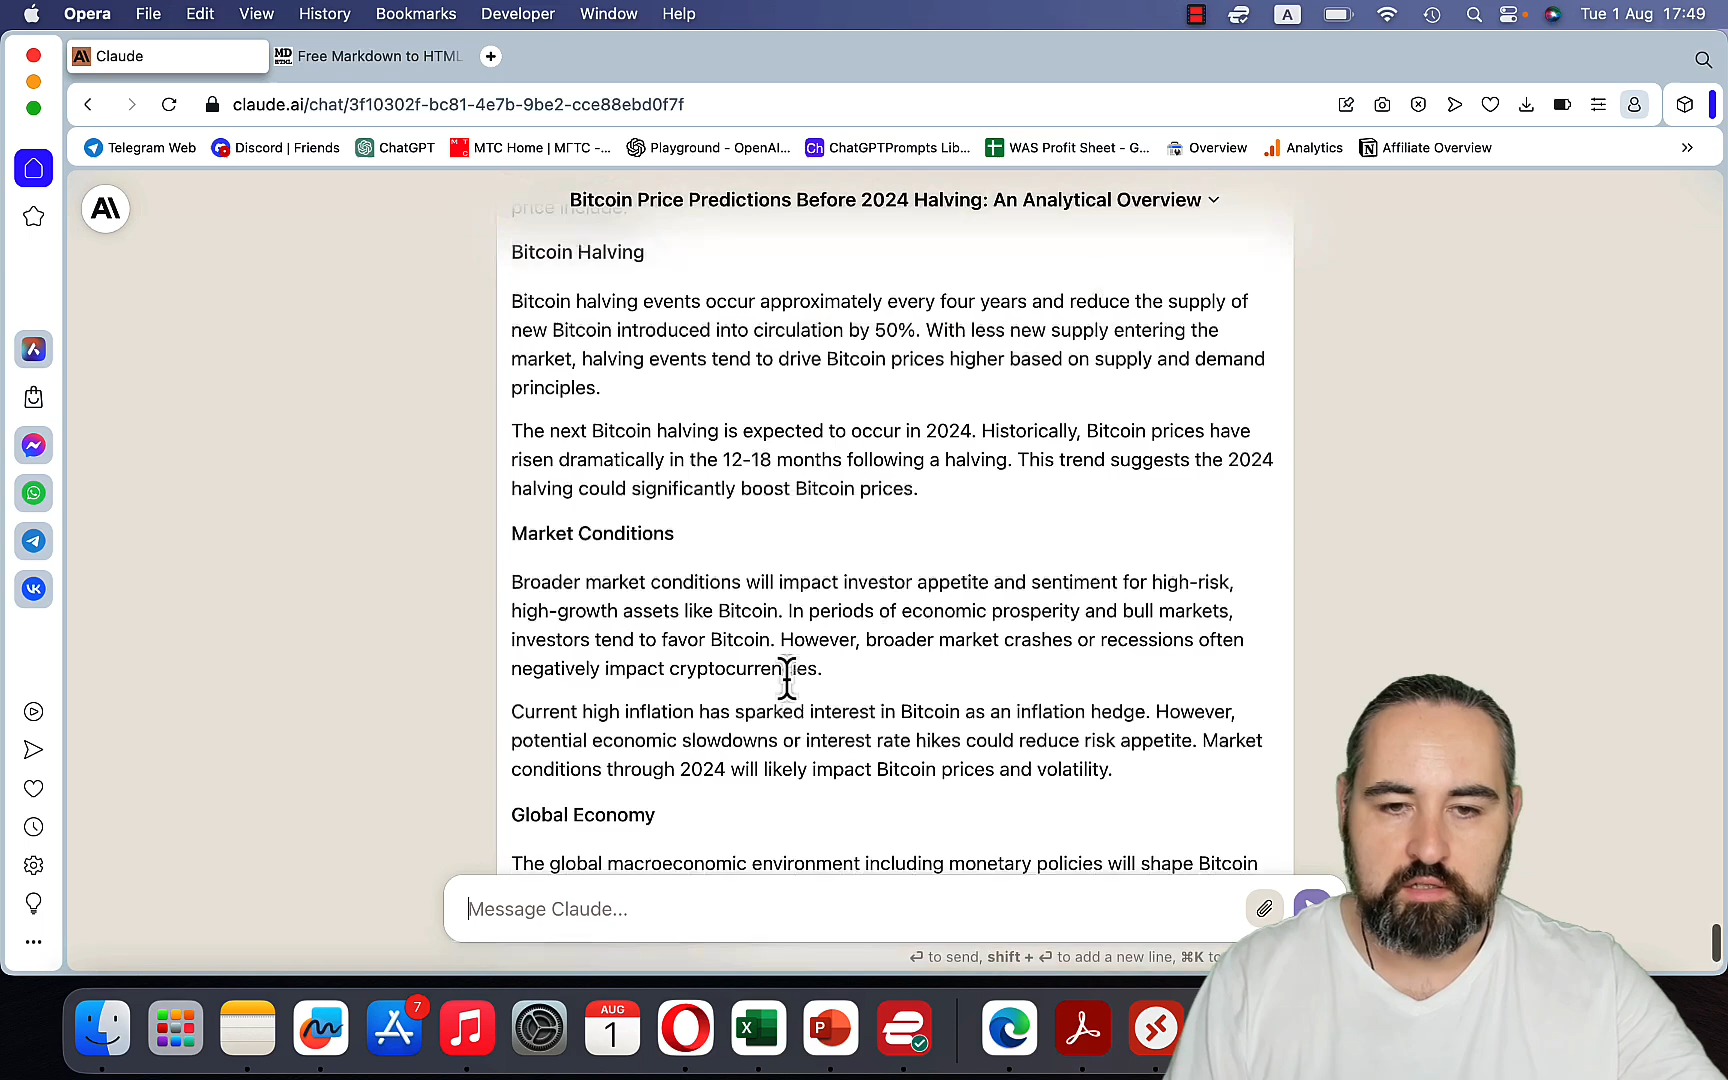 Opera File Edit View History Bookmarks Developer Window Help A Tue 1 Aug 17:49
Claude
MD HTML Free Markdown to HTML
claude.ai/chat/3f10302f-bc81-4e7b-9be2-cce88ebd0f7f
Telegram Web Discord | Friends ChatGPT МТС Home | МГТС -... Playground - OpenAI... Ch ChatGPTPrompts Lib... WAS Profit Sheet - G... Overview Analytics Affiliate Overview
Bitcoin Price Predictions Before 2024 Halving: An Analytical Overview
price include:
Bitcoin Halving
Bitcoin halving events occur approximately every four years and reduce the supply of
new Bitcoin introduced into circulation by 50%. With less new supply entering the
market, halving events tend to drive Bitcoin prices higher based on supply and demand
principles.
The next Bitcoin halving is expected to occur in 2024. Historically, Bitcoin prices have
risen dramatically in the 12-18 months following a halving. This trend suggests the 2024
halving could significantly boost Bitcoin prices.
Market Conditions
Broader market conditions will impact investor appetite and sentiment for high-risk,
high-growth assets like Bitcoin. In periods of economic prosperity and bull markets,
investors tend to favor Bitcoin. However, broader market crashes or recessions often
negatively impact cryptocurrencies.
Current high inflation has sparked interest in Bitcoin as an inflation hedge. However,
potential economic slowdowns or interest rate hikes could reduce risk appetite. Market
conditions through 2024 will likely impact Bitcoin prices and volatility.
Global Economy
The global macroeconomic environment including monetary policies will shape Bitcoin
Message Claude...
⏎ to send, shift + ⏎ to add a new line, ⌘K to
7
AUG
1
X
P